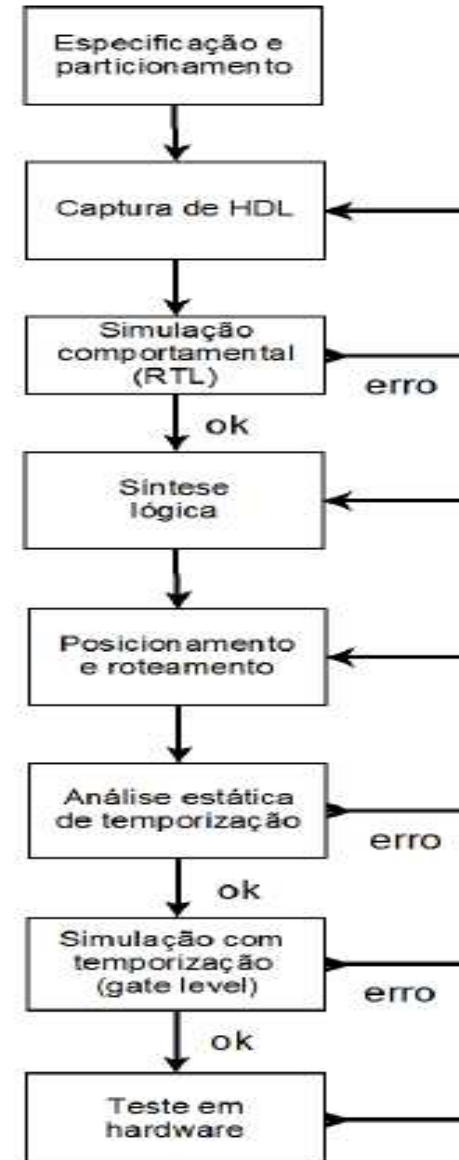 Especificação e
particionamento
Captura de HDL
Simulação
comportamental
(RTL)
erro
ok
Síntese
lógica
Posicionamento
e roteamento
Análise estática
de temporização
erro
ok
Simulação com
temporização
(gate level)
erro
ok
Teste em
hardware